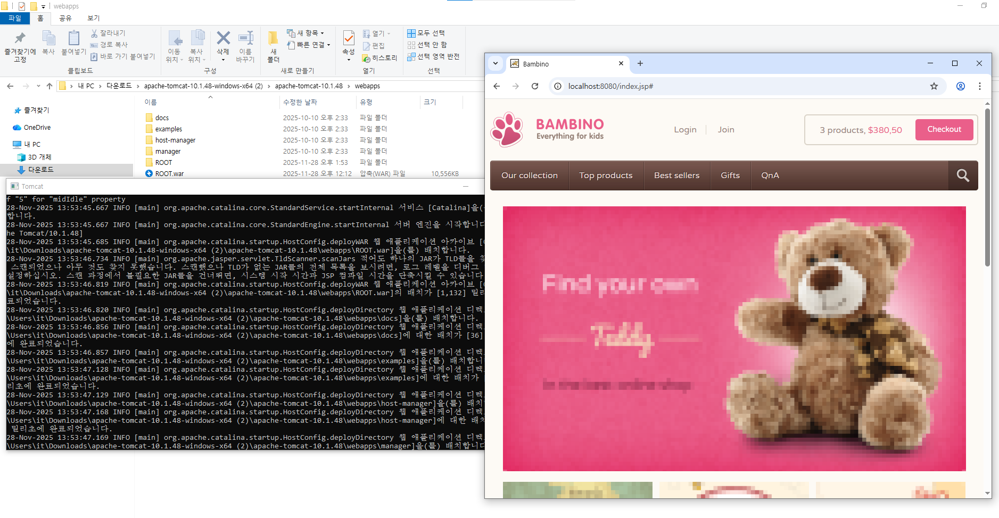 webapps
파일 홈 공유 보기
즐겨찾기에 고정
복사
붙여넣기
잘라내기
경로 복사
바로 가기 붙여넣기
클립보드
이동 위치
복사 위치
삭제
이름 바꾸기
구성
새 폴더
새 항목
빠른 연결
새로 만들기
속성
열기
편집
히스토리
열기
모두 선택
선택 안 함
선택 영역 반전
선택
내 PC › 다운로드 › apache-tomcat-10.1.48-windows-x64 (2) › apache-tomcat-10.1.48 › webapps
즐겨찾기
OneDrive
내 PC
3D 개체
다운로드
이름 수정한 날짜 유형 크기
docs 2025-10-10 오후 2:33 파일 폴더
examples 2025-10-10 오후 2:33 파일 폴더
host-manager 2025-10-10 오후 2:33 파일 폴더
manager 2025-10-10 오후 2:33 파일 폴더
ROOT 2025-11-28 오후 1:53 파일 폴더
ROOT.war 2025-11-28 오후 12:12 압축(WAR) 파일 10,556KB
Tomcat
f "5" for "midIdle" property
28-Nov-2025 13:53:45.667 INFO [main] org.apache.catalina.core.StandardService.startInternal 서비스 [Catalina]을(
합니다.
28-Nov-2025 13:53:45.667 INFO [main] org.apache.catalina.core.StandardEngine.startInternal 서버 엔진을 시작합니다
he Tomcat/10.1.48]
28-Nov-2025 13:53:45.685 INFO [main] org.apache.catalina.startup.HostConfig.deployWAR 웹 애플리케이션 아카이브 [
\it\Downloads\apache-tomcat-10.1.48-windows-x64 (2)\apache-tomcat-10.1.48\webapps\ROOT.war]을(를) 배치합니다.
28-Nov-2025 13:53:46.734 INFO [main] org.apache.jasper.servlet.TldScanner.scanJars 적어도 하나의 JAR가 TLD들을 찾
스캔되었으나 아무 것도 찾지 못했습니다. 스캔했으나 TLD가 없는 JAR들의 전체 목록을 보시려면, 로그 레벨을 디버그
설정하십시오. 스캔 과정에서 불필요한 JAR들을 건너뛰면, 시스템 시작 시간과 JSP 컴파일 시간을 단축시킬 수 있습니다
28-Nov-2025 13:53:46.819 INFO [main] org.apache.catalina.startup.HostConfig.deployWAR 웹 애플리케이션 아카이브 [
\it\Downloads\apache-tomcat-10.1.48-windows-x64 (2)\apache-tomcat-10.1.48\webapps\ROOT.war]의 배치가 [1,132] 밀리
료되었습니다.
28-Nov-2025 13:53:46.820 INFO [main] org.apache.catalina.startup.HostConfig.deployDirectory 웹 애플리케이션 디렉
\Users\it\Downloads\apache-tomcat-10.1.48-windows-x64 (2)\apache-tomcat-10.1.48\webapps\docs]을(를) 배치합니다.
28-Nov-2025 13:53:46.856 INFO [main] org.apache.catalina.startup.HostConfig.deployDirectory 웹 애플리케이션 디렉
\Users\it\Downloads\apache-tomcat-10.1.48-windows-x64 (2)\apache-tomcat-10.1.48\webapps\docs]에 대한 배치가 [36]
에 완료되었습니다.
28-Nov-2025 13:53:46.857 INFO [main] org.apache.catalina.startup.HostConfig.deployDirectory 웹 애플리케이션 디렉
\Users\it\Downloads\apache-tomcat-10.1.48-windows-x64 (2)\apache-tomcat-10.1.48\webapps\examples]을(를) 배치합니
28-Nov-2025 13:53:47.128 INFO [main] org.apache.catalina.startup.HostConfig.deployDirectory 웹 애플리케이션 디렉
\Users\it\Downloads\apache-tomcat-10.1.48-windows-x64 (2)\apache-tomcat-10.1.48\webapps\examples]에 대한 배치가
리초에 완료되었습니다.
28-Nov-2025 13:53:47.129 INFO [main] org.apache.catalina.startup.HostConfig.deployDirectory 웹 애플리케이션 디렉
\Users\it\Downloads\apache-tomcat-10.1.48-windows-x64 (2)\apache-tomcat-10.1.48\webapps\host-manager]을(를) 배치
28-Nov-2025 13:53:47.168 INFO [main] org.apache.catalina.startup.HostConfig.deployDirectory 웹 애플리케이션 디렉
\Users\it\Downloads\apache-tomcat-10.1.48-windows-x64 (2)\apache-tomcat-10.1.48\webapps\host-manager]에 대한 배치
밀리초에 완료되었습니다.
28-Nov-2025 13:53:47.169 INFO [main] org.apache.catalina.startup.HostConfig.deployDirectory 웹 애플리케이션 디렉
\Users\it\Downloads\apache-tomcat-10.1.48-windows-x64 (2)\apache-tomcat-10.1.48\webapps\manager]을(를) 배치합니다
Bambino
localhost:8080/index.jsp#
BAMBINO
Everything for kids
Login Join
3 products, $380,50 Checkout
Our collection Top products Best sellers Gifts QnA
Find your own
Teddy